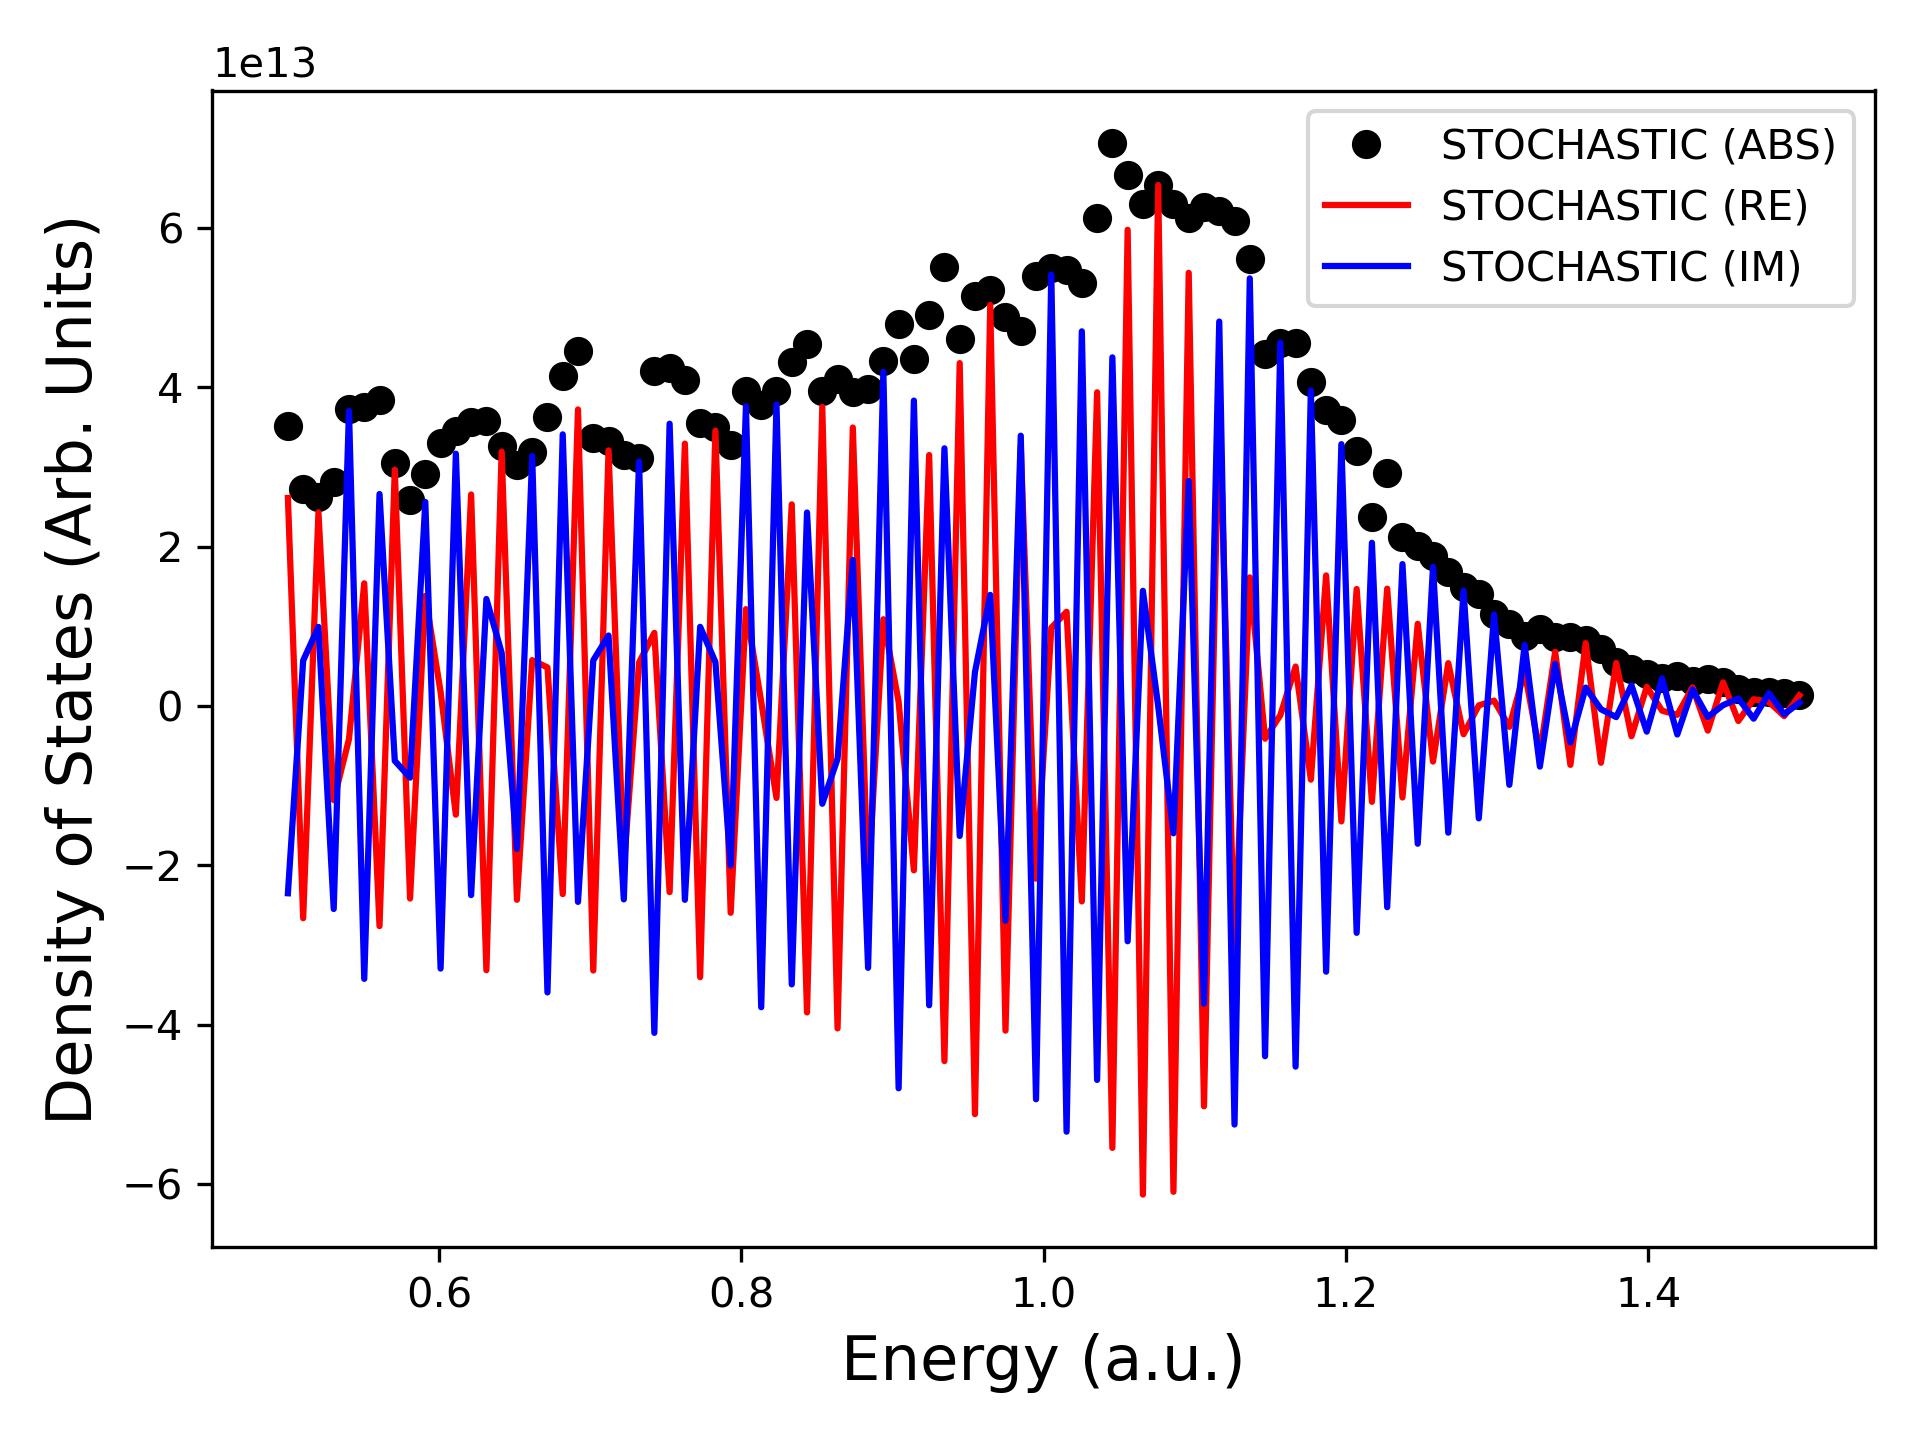 1e13
STOCHASTIC (ABS)
STOCHASTIC (RE)
STOCHASTIC (IM)
Density of States (Arb. Units)
6
4
2
0
−2
−4
−6
0.6 0.8 1.0 1.2 1.4
Energy (a.u.)